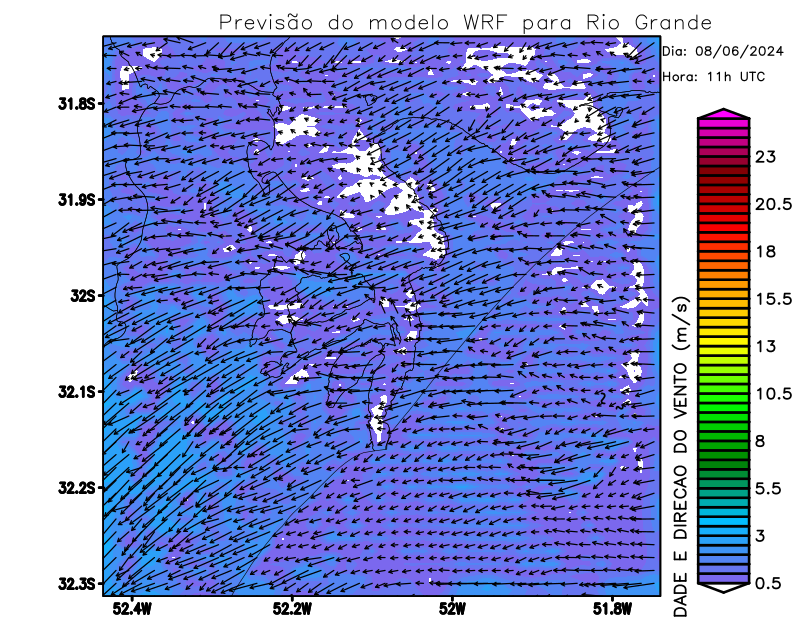 Previsão do modelo WRF para Rio Grande
Dia: 08/06/2024
Hora: 11h UTC
31.8S
31.9S
32S
32.1S
32.2S
32.3S
52.4W
52.2W
52W
51.8W
DADE E DIRECAO DO VENTO (m/s)
23
20.5
18
15.5
13
10.5
8
5.5
3
0.5